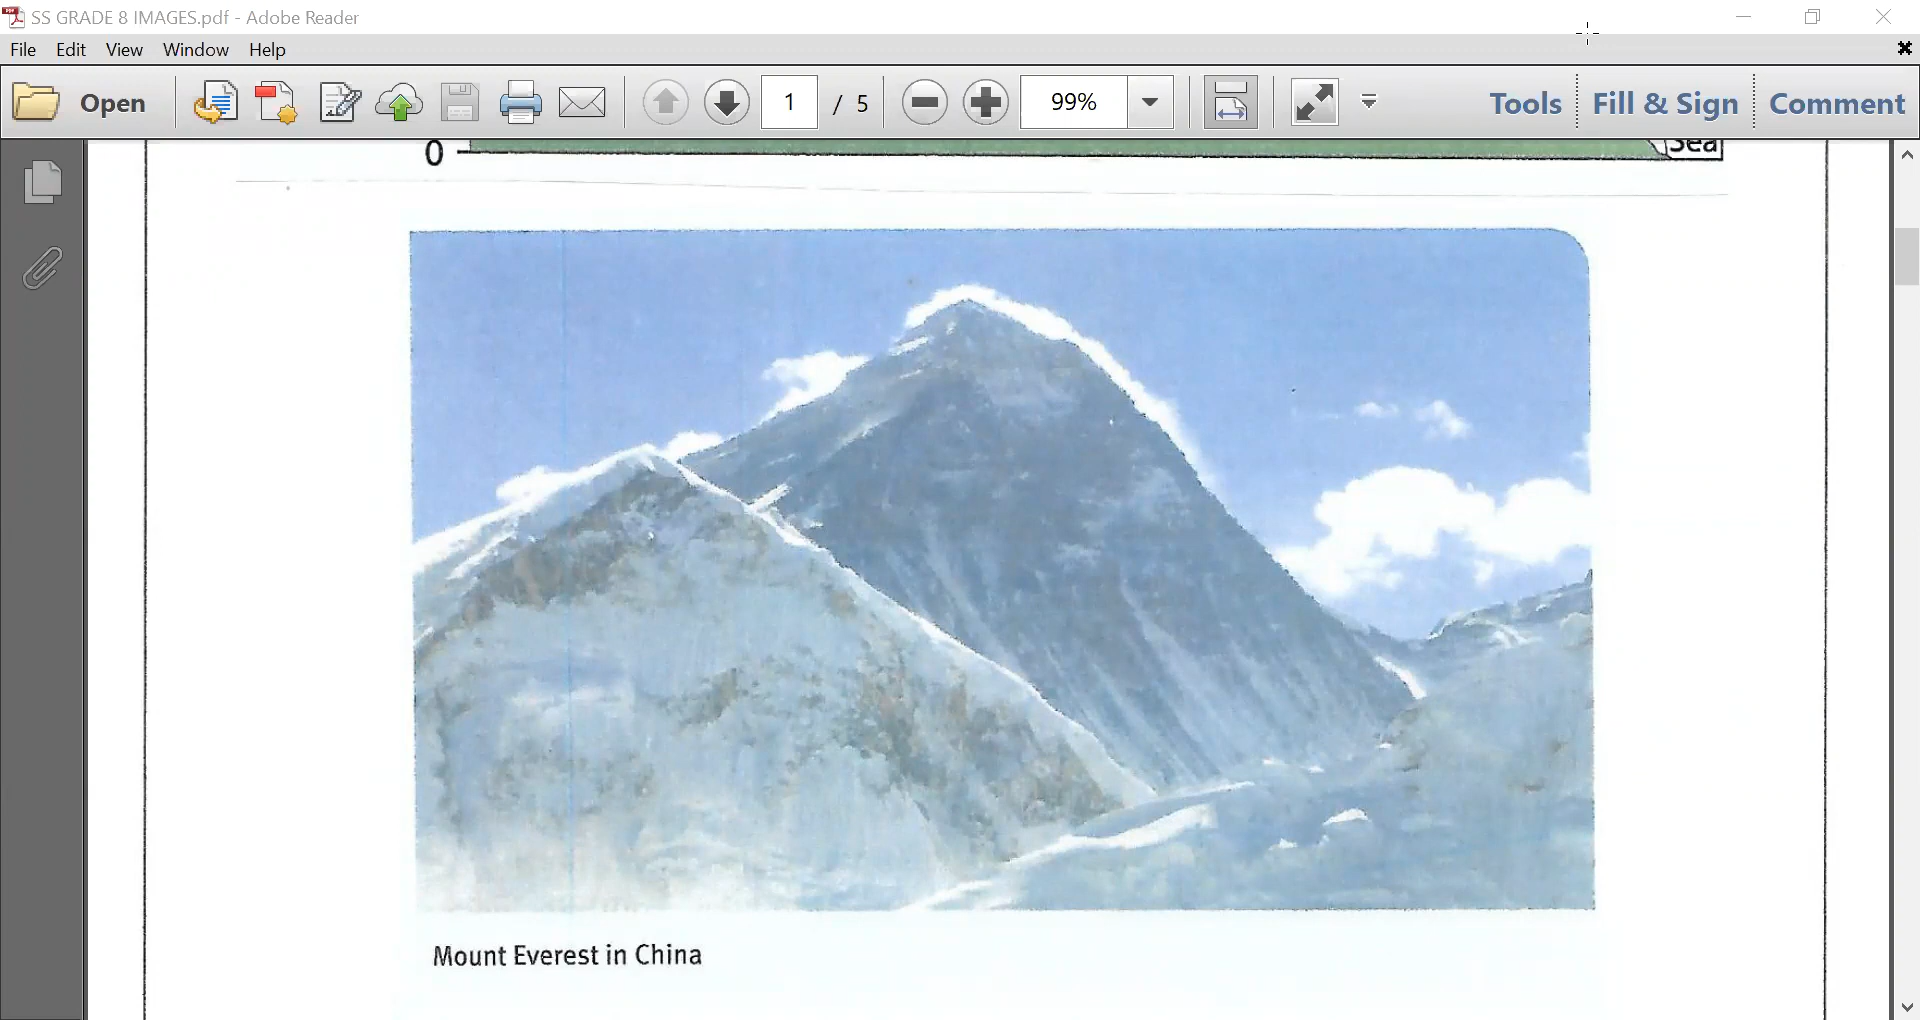 SS GRADE 8 IMAGES.pdf - Adobe Reader
File Edit View Window Help
Open 1 / 5 99% Tools Fill & Sign Comment
0 Sea
Mount Everest in China